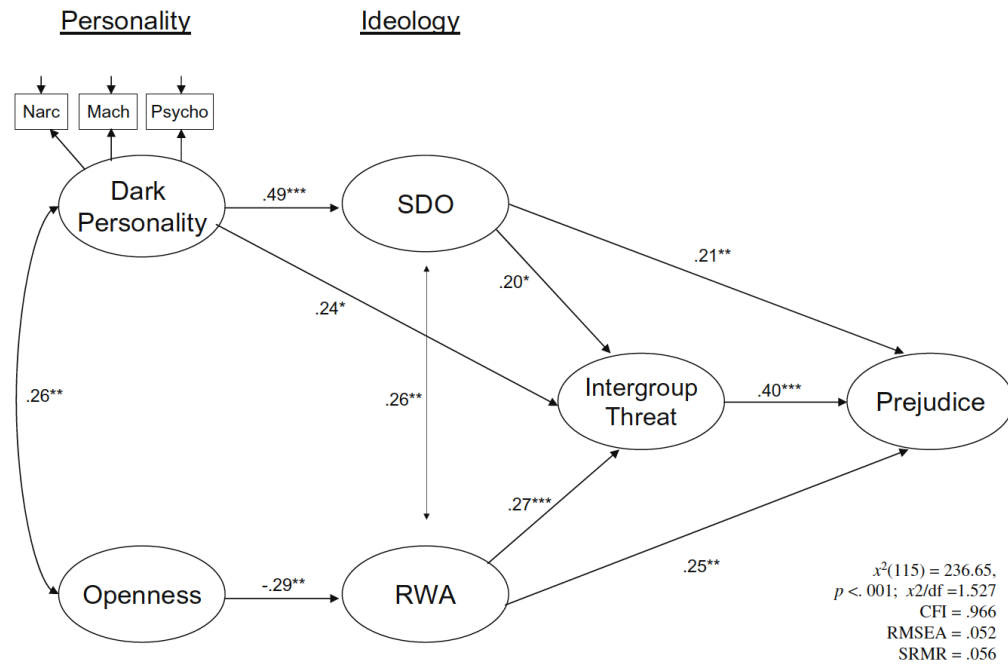 Personality
Ideology
Narc
Mach
Psycho
Dark
Personality
.49***
SDO
.21**
.20*
.24*
.26**
.26**
Intergroup
Threat
.40***
Prejudice
.27***
.25**
Openness
-.29**
RWA
x²(115) = 236.65,
p <. 001; x2/df =1.527
CFI = .966
RMSEA = .052
SRMR = .056